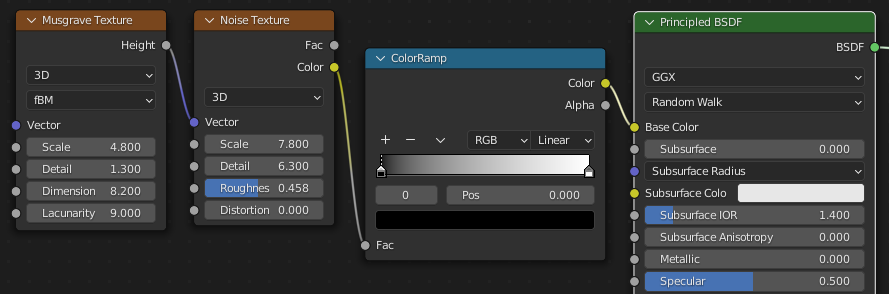 Musgrave Texture
Height
3D
fBM
Vector
Scale 4.800
Detail 1.300
Dimension 8.200
Lacunarity 9.000
Noise Texture
Fac
Color
3D
Vector
Scale 7.800
Detail 6.300
Roughnes 0.458
Distortion 0.000
ColorRamp
Color
Alpha
+ − RGB Linear
0 Pos 0.000
Fac
Principled BSDF
BSDF
GGX
Random Walk
Base Color
Subsurface 0.000
Subsurface Radius
Subsurface Colo
Subsurface IOR 1.400
Subsurface Anisotropy 0.000
Metallic 0.000
Specular 0.500